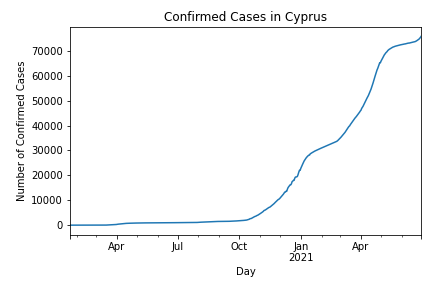 Confirmed Cases in Cyprus
Number of Confirmed Cases
70000
60000
50000
40000
30000
20000
10000
0
Apr Jul Oct Jan Apr
2021
Day